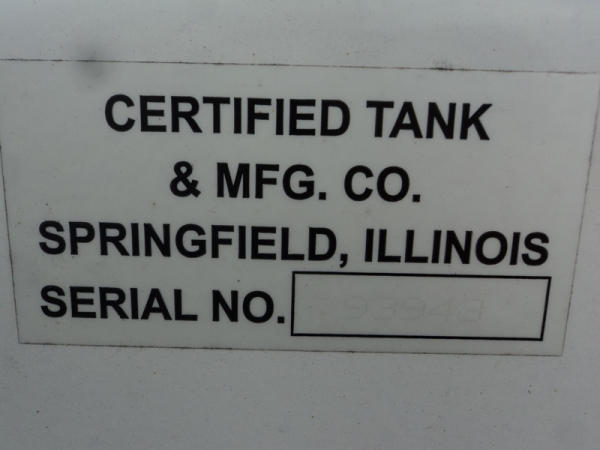 CERTIFIED TANK
& MFG. CO.
SPRINGFIELD, ILLINOIS
SERIAL NO.